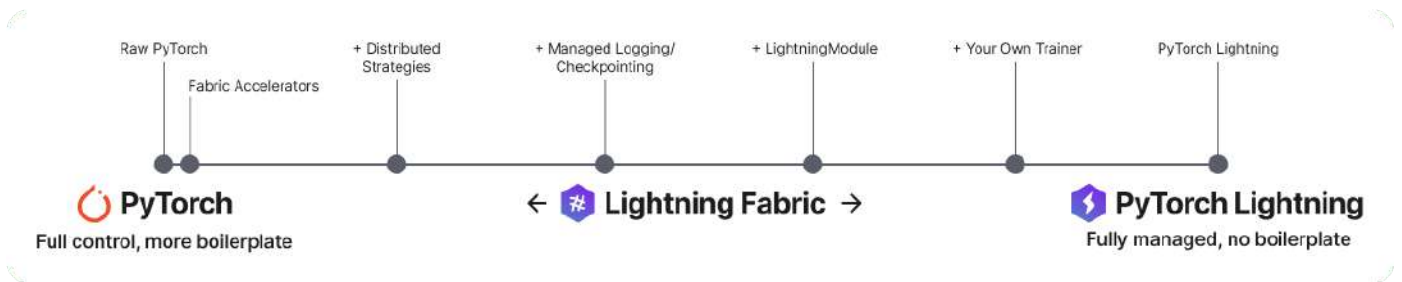 Raw PyTorch
Fabric Accelerators
+ Distributed
Strategies
+ Managed Logging/
Checkpointing
+ LightningModule
+ Your Own Trainer
PyTorch Lightning
PyTorch
Full control, more boilerplate
← # Lightning Fabric →
PyTorch Lightning
Fully managed, no boilerplate